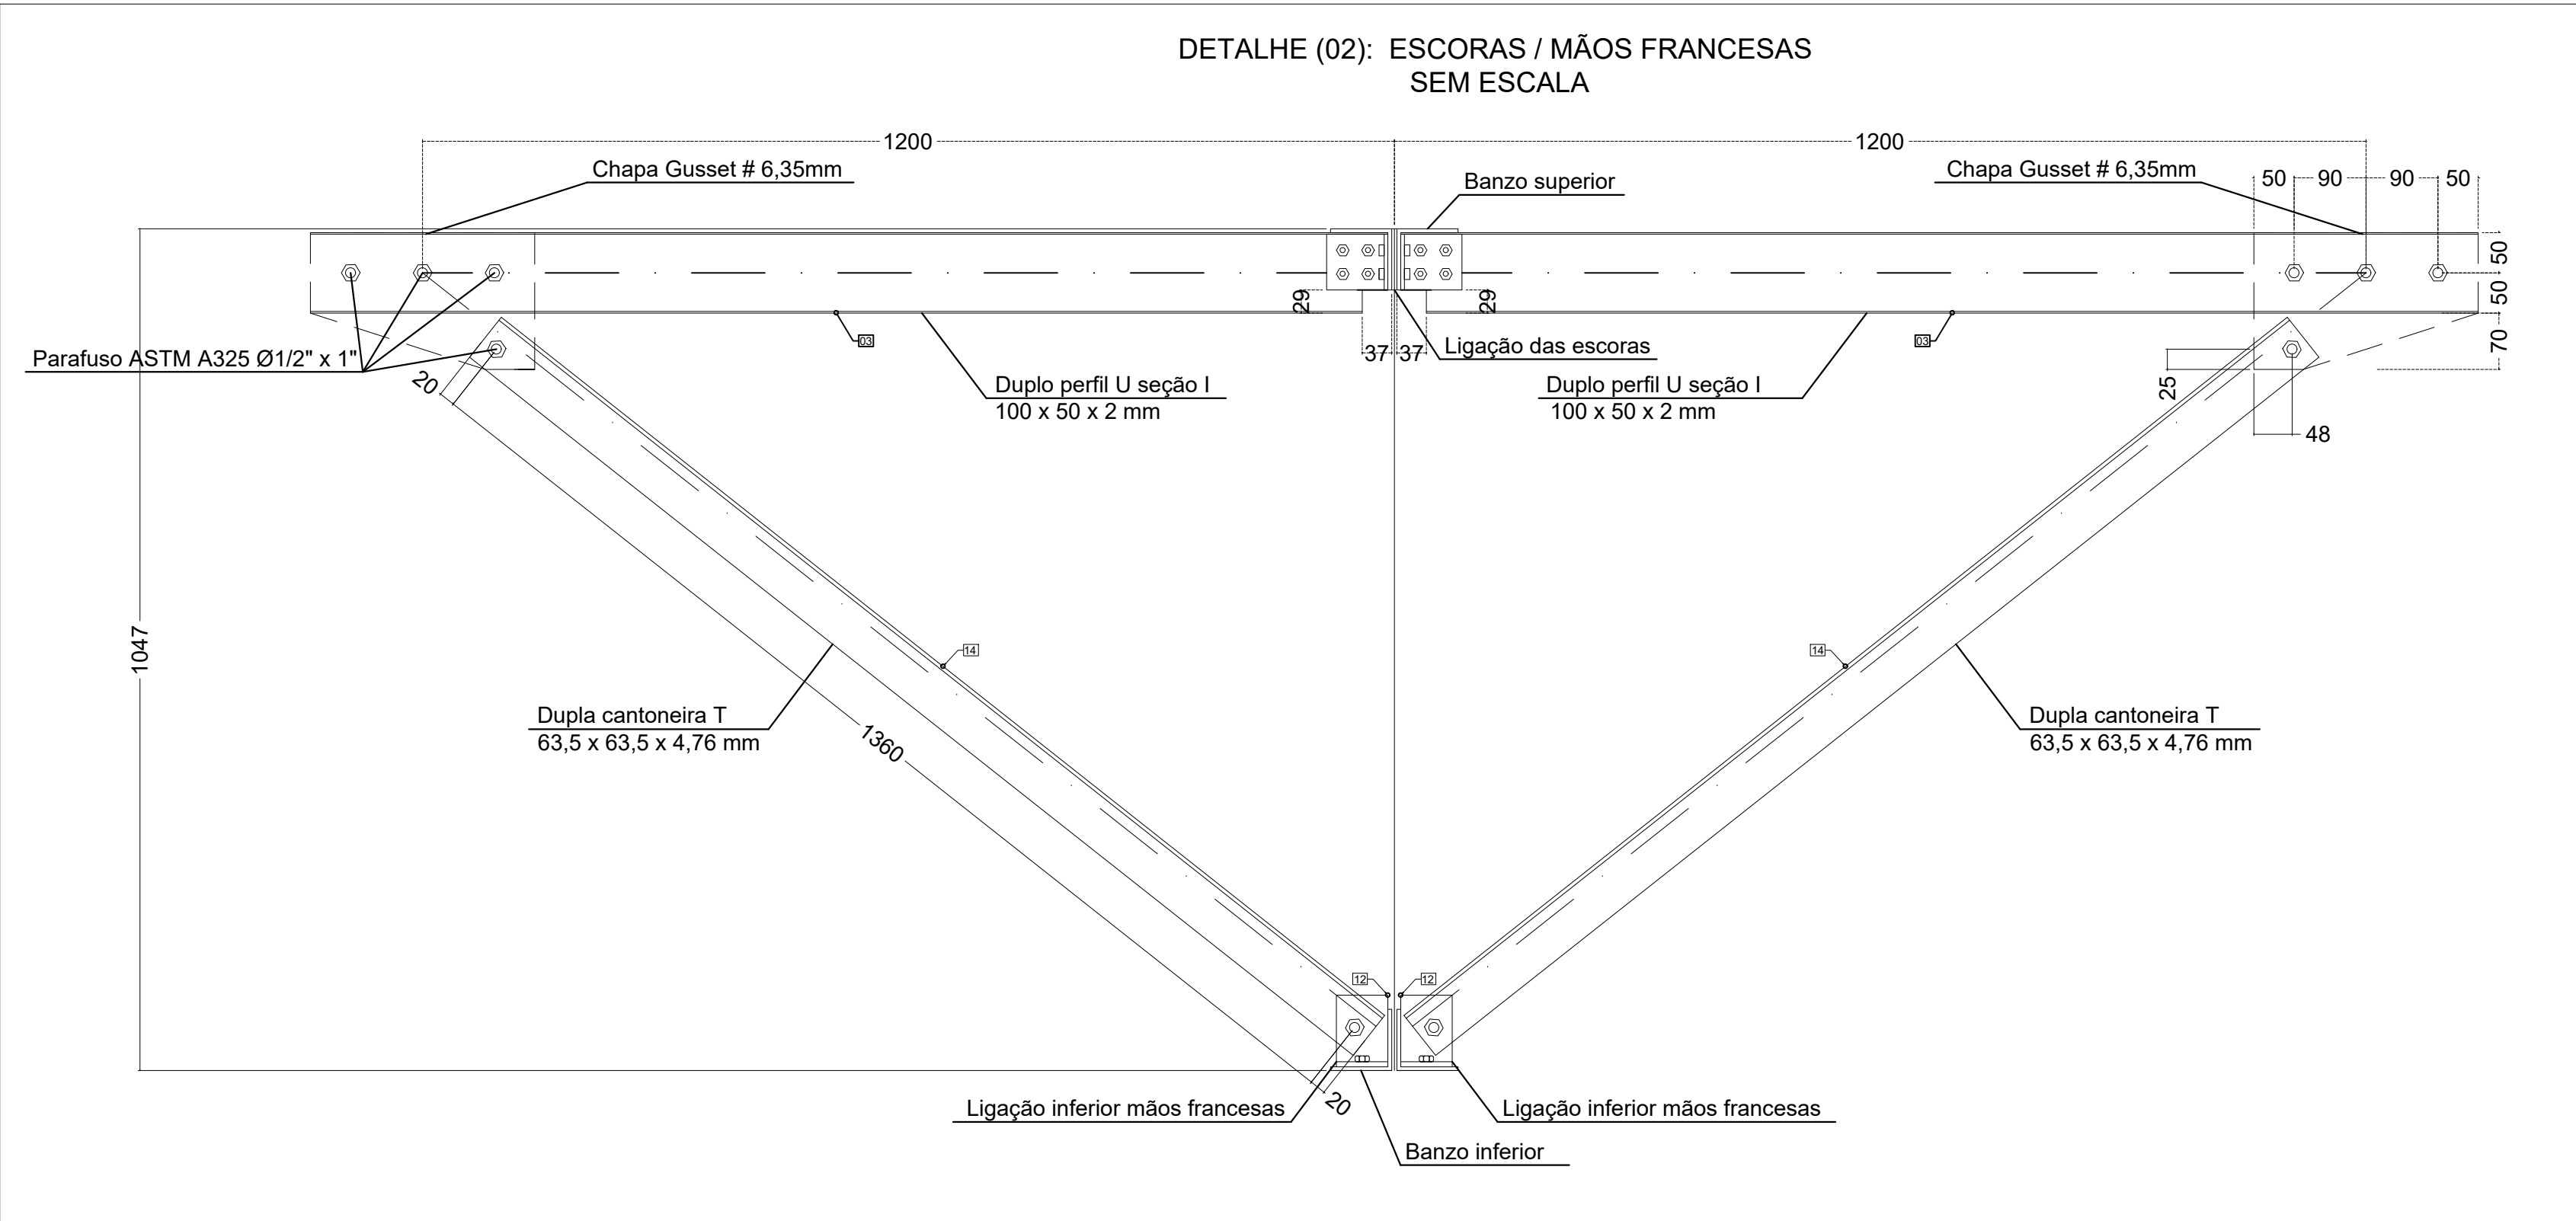 DETALHE (02): ESCORAS / MÃOS FRANCESAS
SEM ESCALA
1200
1200
Chapa Gusset # 6,35mm
Banzo superior
Chapa Gusset # 6,35mm
50
90
90
50
50
50
70
29
29
37
37
03
03
Ligação das escoras
Parafuso ASTM A325 Ø1/2" x 1"
20
Duplo perfil U seção I
100 x 50 x 2 mm
Duplo perfil U seção I
100 x 50 x 2 mm
25
48
1047
14
14
Dupla cantoneira T
63,5 x 63,5 x 4,76 mm
1360
Dupla cantoneira T
63,5 x 63,5 x 4,76 mm
12
12
20
Ligação inferior mãos francesas
Ligação inferior mãos francesas
Banzo inferior